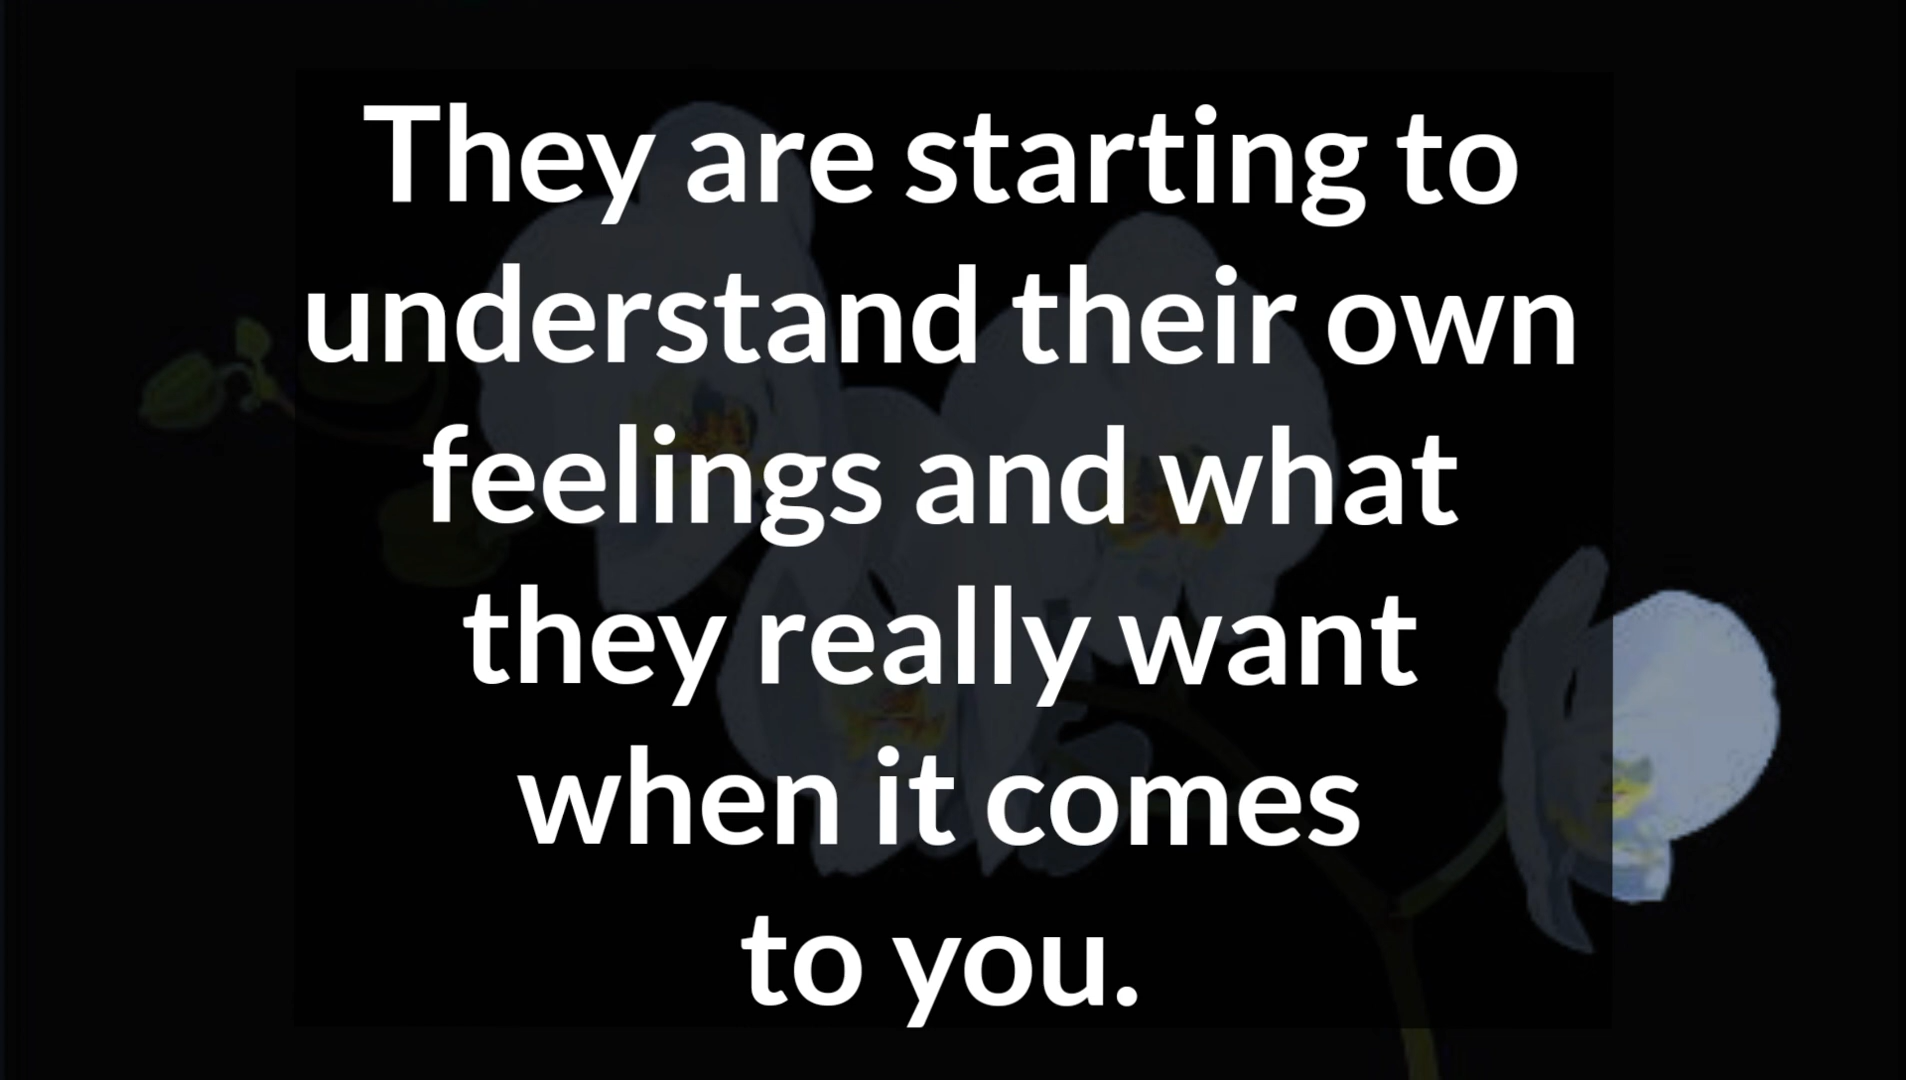 They are starting to
understand their own
feelings and what
they really want
when it comes
to you.